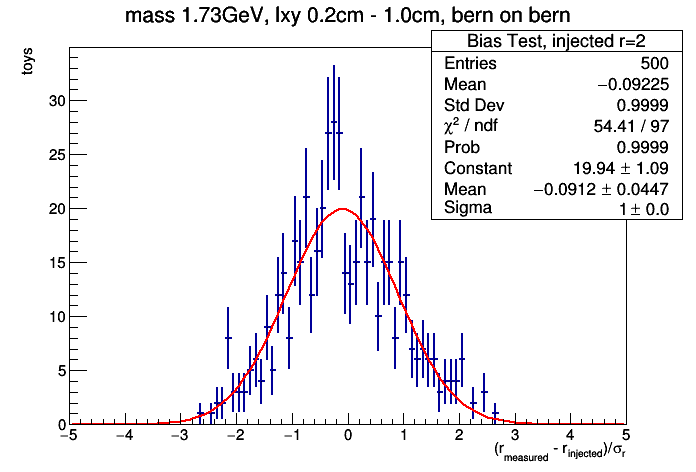 mass 1.73GeV, lxy 0.2cm - 1.0cm, bern on bern
Bias Test, injected r=2
Entries 500
Mean −0.09225
Std Dev 0.9999
χ² / ndf 54.41 / 97
Prob 0.9999
Constant 19.94 ± 1.09
Mean −0.0912 ± 0.0447
Sigma 1 ± 0.0
toys
30
25
20
15
10
5
0
−5 −4 −3 −2 −1 0 1 2 3 4 5
(r_measured - r_injected)/σ_r